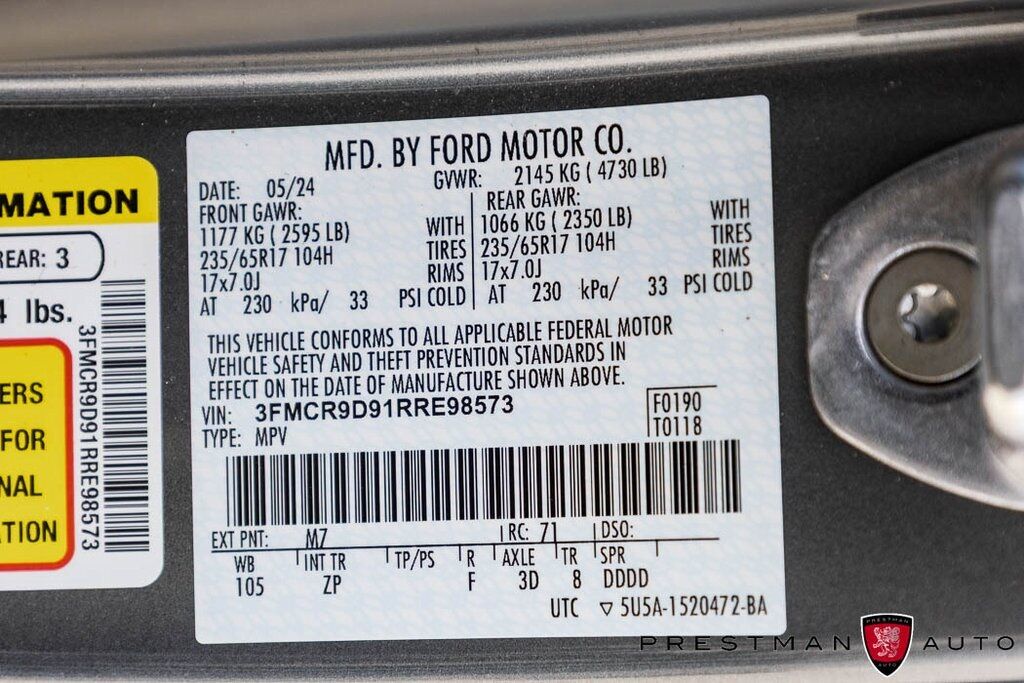 MATION
REAR: 3
4 lbs.
3FMCR9D91RRE98573
ERS
FOR
NAL
TION
MFD. BY FORD MOTOR CO.
DATE: 05/24 GVWR: 2145 KG ( 4730 LB)
FRONT GAWR: REAR GAWR:
1177 KG ( 2595 LB) WITH 1066 KG ( 2350 LB) WITH
235/65R17 104H TIRES 235/65R17 104H TIRES
17x7.0J RIMS 17x7.0J RIMS
AT 230 kPa/ 33 PSI COLD AT 230 kPa/ 33 PSI COLD
THIS VEHICLE CONFORMS TO ALL APPLICABLE FEDERAL MOTOR
VEHICLE SAFETY AND THEFT PREVENTION STANDARDS IN
EFFECT ON THE DATE OF MANUFACTURE SHOWN ABOVE.
VIN: 3FMCR9D91RRE98573 F0190
TYPE: MPV T0118
EXT PNT: M7 RC: 71 DSO:
WB INT TR TP/PS R AXLE TR SPR
105 ZP F 3D 8 DDDD
UTC ▽ 5U5A-1520472-BA
PRESTMAN AUTO
PRESTMAN
AUTO